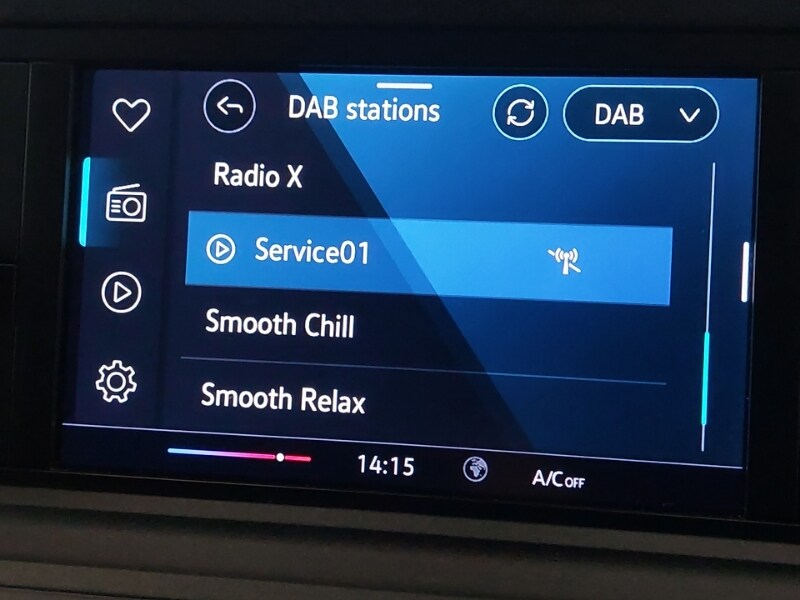 DAB stations
DAB
Radio X
Service01
Smooth Chill
Smooth Relax
14:15
A/C OFF